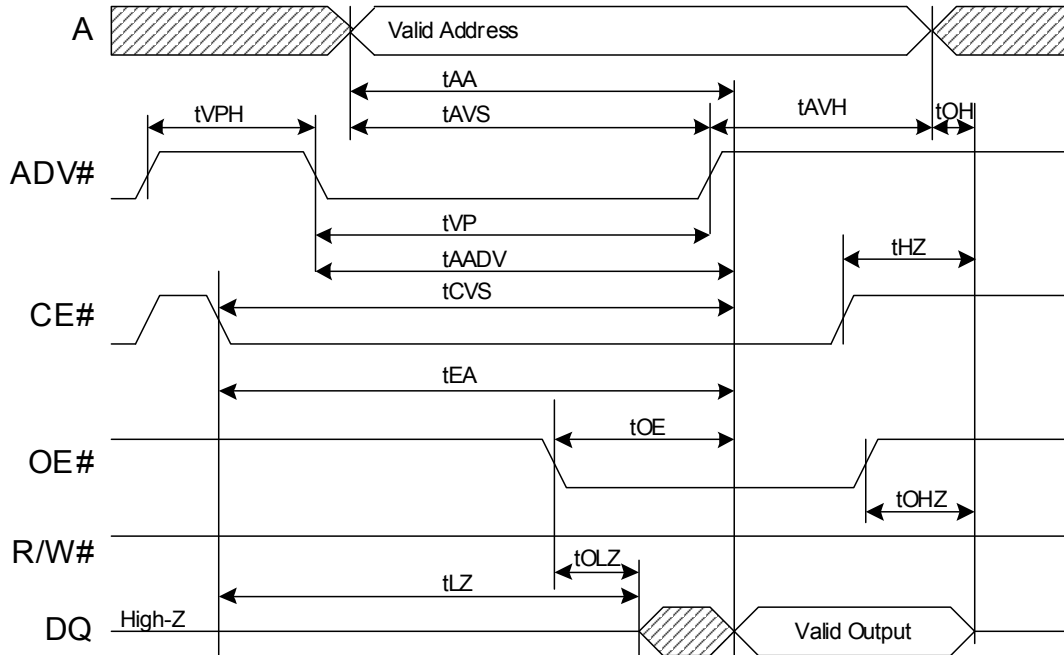 A
Valid Address
tAA
tVPH
tAVS
tAVH
tOH
ADV#
tVP
tHZ
tAADV
tCVS
CE#
tEA
tOE
OE#
tOHZ
R/W#
tOLZ
tLZ
High-Z
DQ
Valid Output